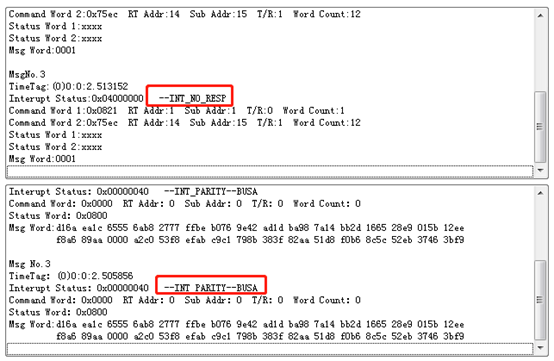 Command Word 2:0x75ec  RT Addr:14  Sub Addr:15  T/R:1  Word Count:12
Status Word 1:xxxx
Status Word 2:xxxx
Msg Word:0001
MsgNo.3
TimeTag:(0)0:0:2.513152
Interupt Status:0x04000000  --INT_NO_RESP
Command Word 1:0x0821  RT Addr:1  Sub Addr:1  T/R:0  Word Count:1
Command Word 2:0x75ec  RT Addr:14  Sub Addr:15  T/R:1  Word Count:12
Status Word 1:xxxx
Status Word 2:xxxx
Msg Word:0001
Interupt Status: 0x00000040  --INT_PARITY--BUSA
Command Word: 0x0000  RT Addr: 0  Sub Addr: 0  T/R: 0  Word Count: 0
Status Word: 0x0800
Msg Word:d16a ea1c 6555 6ab8 2777 ffbe b076 9e42 ad1d ba98 7a14 bb2d 1665 28e9 015b 12ee
f8a6 89aa 0000 a2c0 53f8 efab c9c1 798b 383f 82aa 51d8 f0b6 8c5c 52eb 3746 3bf9
Msg No.3
TimeTag: (0)0:0:2.505856
Interupt Status: 0x00000040  --INT_PARITY--BUSA
Command Word: 0x0000  RT Addr: 0  Sub Addr: 0  T/R: 0  Word Count: 0
Status Word: 0x0800
Msg Word:d16a ea1c 6555 6ab8 2777 ffbe b076 9e42 ad1d ba98 7a14 bb2d 1665 28e9 015b 12ee
f8a6 89aa 0000 a2c0 53f8 efab c9c1 798b 383f 82aa 51d8 f0b6 8c5c 52eb 3746 3bf9